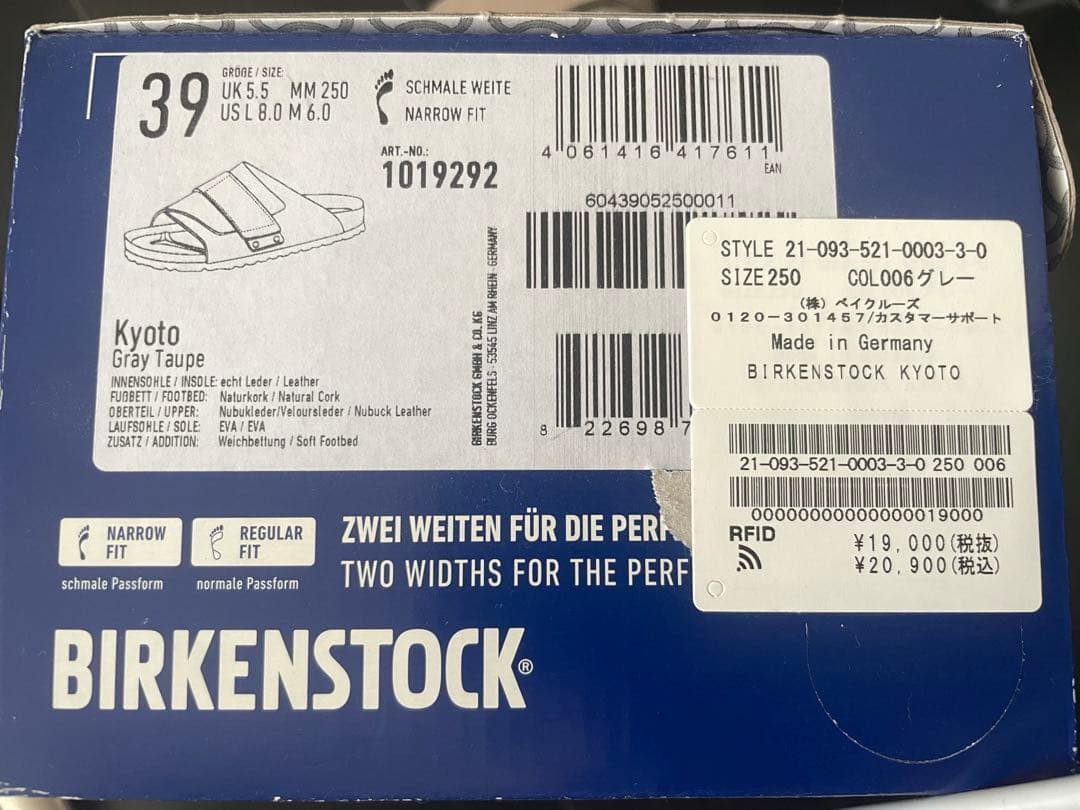 39
GRÖßE / SIZE:
UK 5.5 MM 250
US L 8.0 M 6.0
SCHMALE WEITE
NARROW FIT
ART.-NO.:
1019292
4 061416 417611
EAN
60439052500011
8 22698 7
Kyoto
Gray Taupe
INNENSOHLE / INSOLE: echt Leder / Leather
FUßBETT / FOOTBED: Naturkork / Natural Cork
OBERTEIL / UPPER: Nubukleder/Veloursleder / Nubuck Leather
LAUFSOHLE / SOLE: EVA / EVA
ZUSATZ / ADDITION: Weichbettung / Soft Footbed
BIRKENSTOCK GMBH & CO. KG
BURG OCKENFELS · 53545 LINZ AM RHEIN · GERMANY
STYLE 21-093-521-0003-3-0
SIZE 250 COL006グレー
(株) ベイクルーズ
0120-301457/カスタマーサポート
Made in Germany
BIRKENSTOCK KYOTO
21-093-521-0003-3-0 250 006
00000000000000019000
RFID
¥19,000(税抜)
¥20,900(税込)
NARROW FIT
schmale Passform
REGULAR FIT
normale Passform
ZWEI WEITEN FÜR DIE PERF
TWO WIDTHS FOR THE PERF
BIRKENSTOCK®